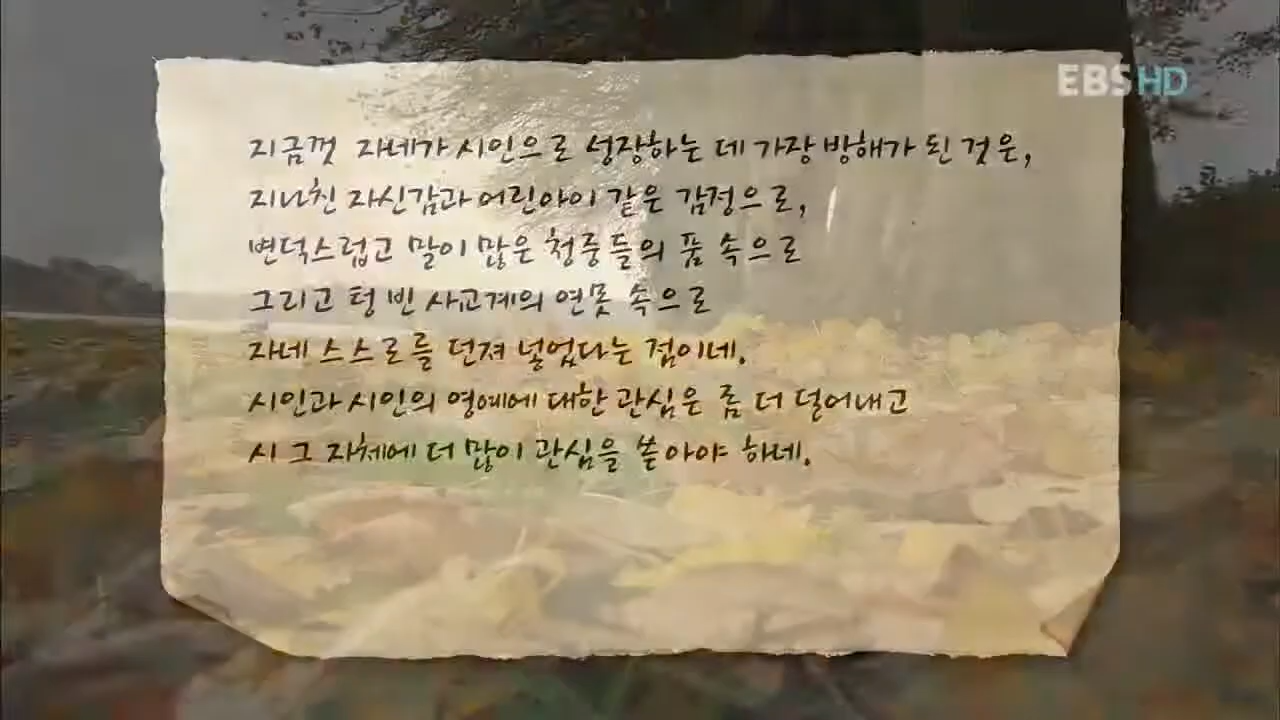 EBS HD
지금껏 자네가 시인으로 성장하는 데 가장 방해가 된 것은,
지나친 자신감과 어린아이 같은 감정으로,
변덕스럽고 말이 많은 청중들의 품 속으로
그리고 텅 빈 사교계의 연못 속으로
자네 스스로를 던져 넣었다는 점이네.
시인과 시인의 명예에 대한 관심은 좀 더 덜어내고
시 그 자체에 더 많이 관심을 쏟아야 하네.